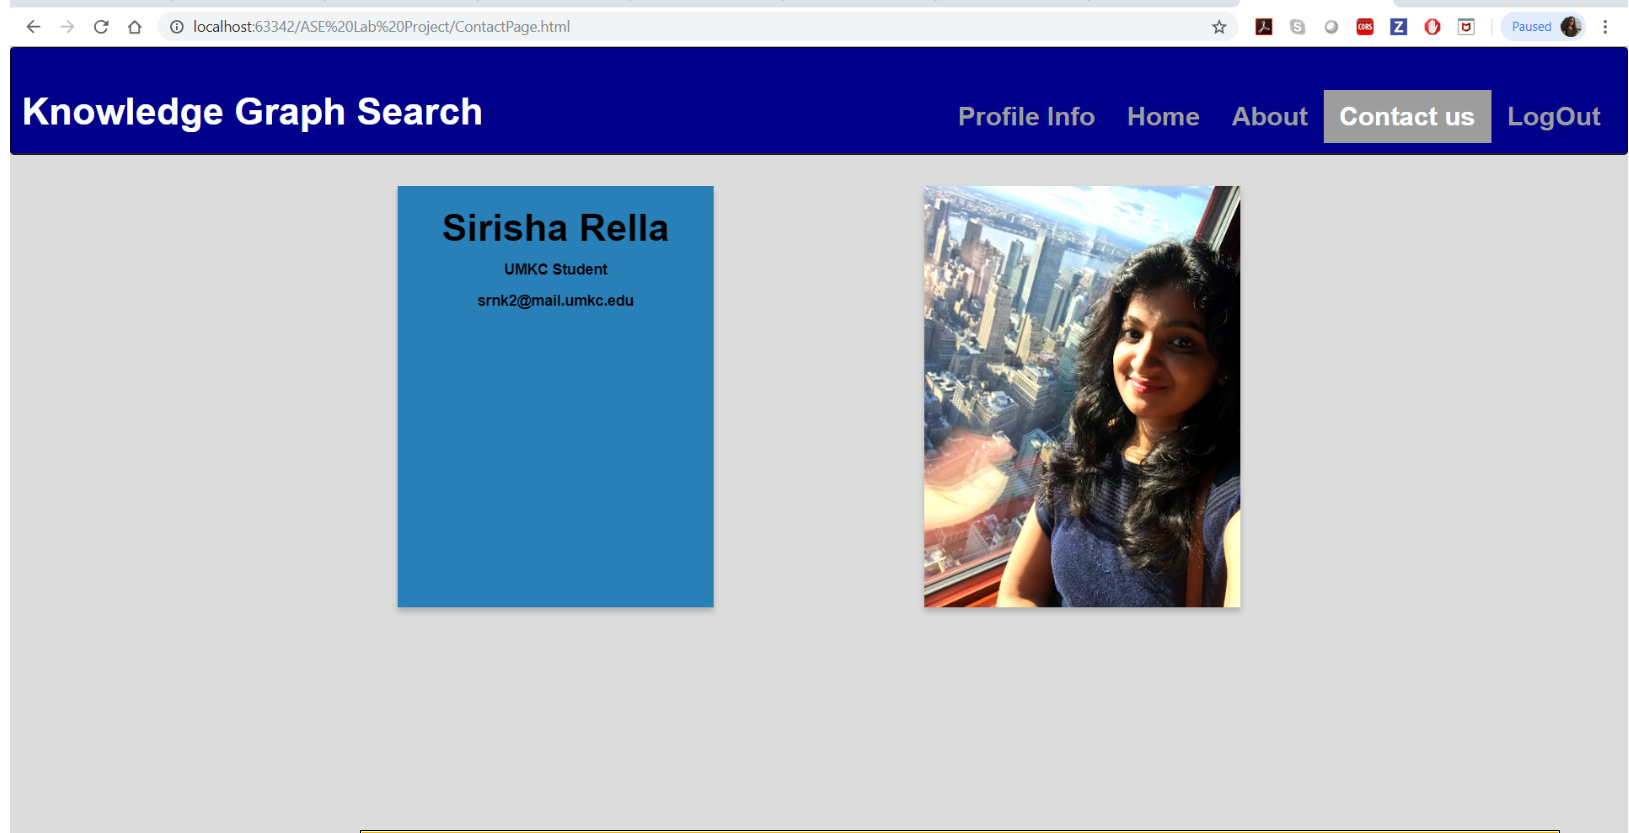 localhost:63342/ASE%20Lab%20Project/ContactPage.html
CORS
Z
Paused
Knowledge Graph Search
Profile Info Home About Contact us LogOut
Sirisha Rella
UMKC Student
srnk2@mail.umkc.edu